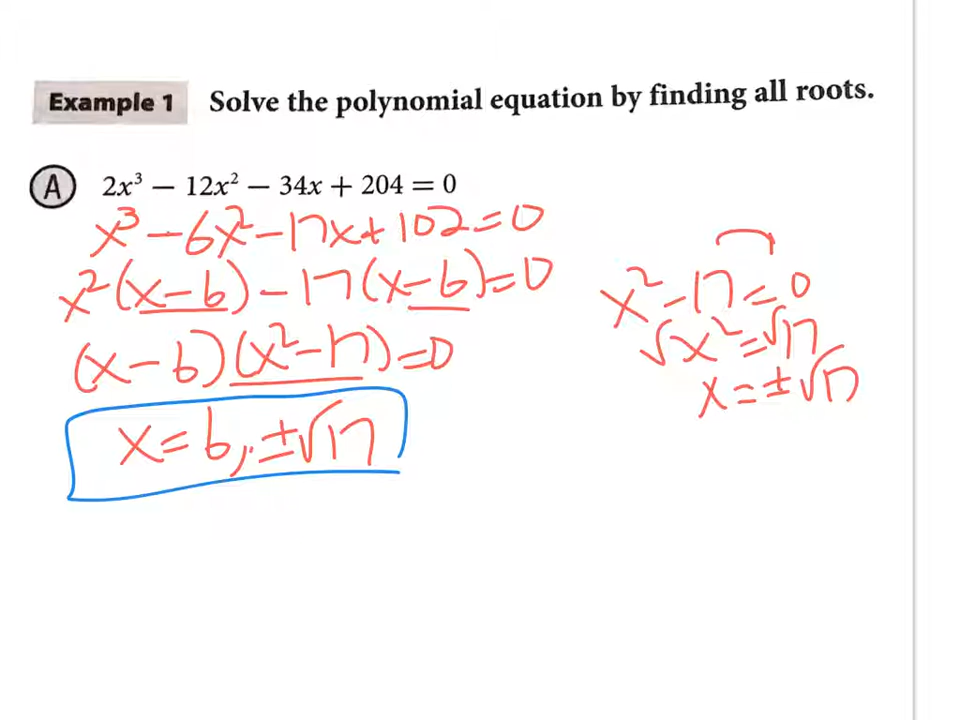 Example 1 Solve the polynomial equation by finding all roots.
A 2x³ − 12x² − 34x + 204 = 0
x³ − 6x² − 17x + 102 = 0
x²(x − 6) − 17(x − 6) = 0
(x − 6)(x² − 17) = 0
x = 6, ±√17
x² − 17 = 0
√x² = √17
x = ±√17